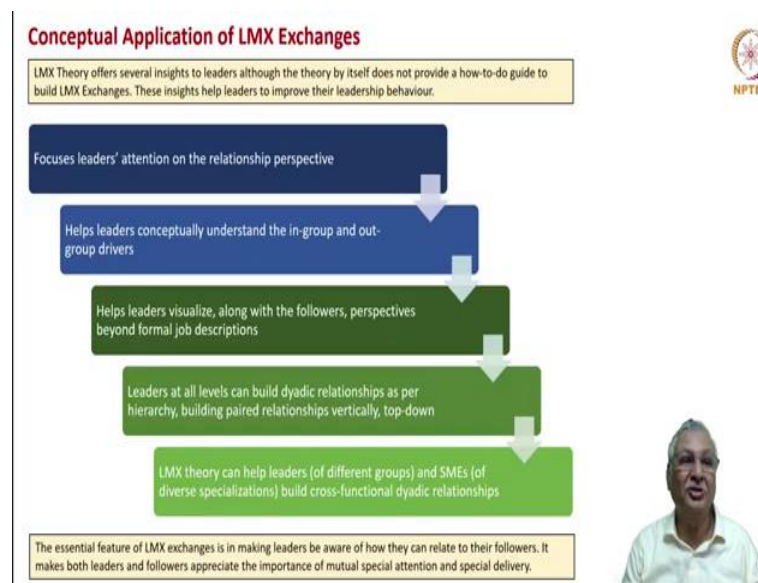 Conceptual Application of LMX Exchanges
LMX Theory offers several insights to leaders although the theory by itself does not provide a how-to-do guide to
build LMX Exchanges. These insights help leaders to improve their leadership behaviour.
NPTE
Focuses leaders' attention on the relationship perspective
Helps leaders conceptually understand the in-group and out-
group drivers
Helps leaders visualize, along with the followers, perspectives
beyond formal job descriptions
Leaders at all levels can build dyadic relationships as per
hierarchy, building paired relationships vertically, top-down
LMX theory can help leaders (of different groups) and SMEs (of
diverse specializations) build cross-functional dyadic relationships
The essential feature of LMX exchanges is in making leaders be aware of how they can relate to their followers. It
makes both leaders and followers appreciate the importance of mutual special attention and special delivery.